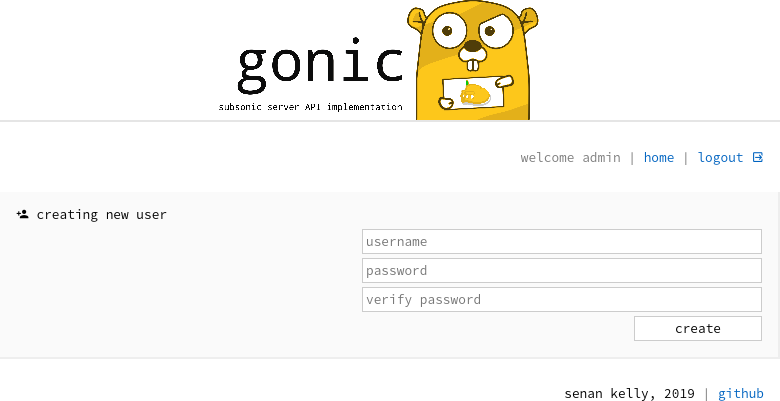 gonic
subsonic server API implementation
welcome admin | home | logout
creating new user
username
password
verify password
create
senan kelly, 2019 | github